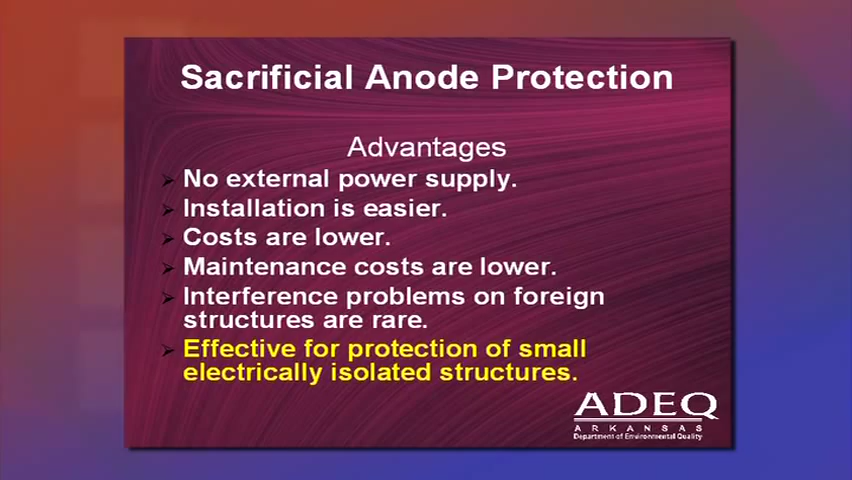 Sacrificial Anode Protection
Advantages
No external power supply.
Installation is easier.
Costs are lower.
Maintenance costs are lower.
Interference problems on foreign
structures are rare.
Effective for protection of small
electrically isolated structures.
ADEQ
ARKANSAS
Department of Environmental Quality